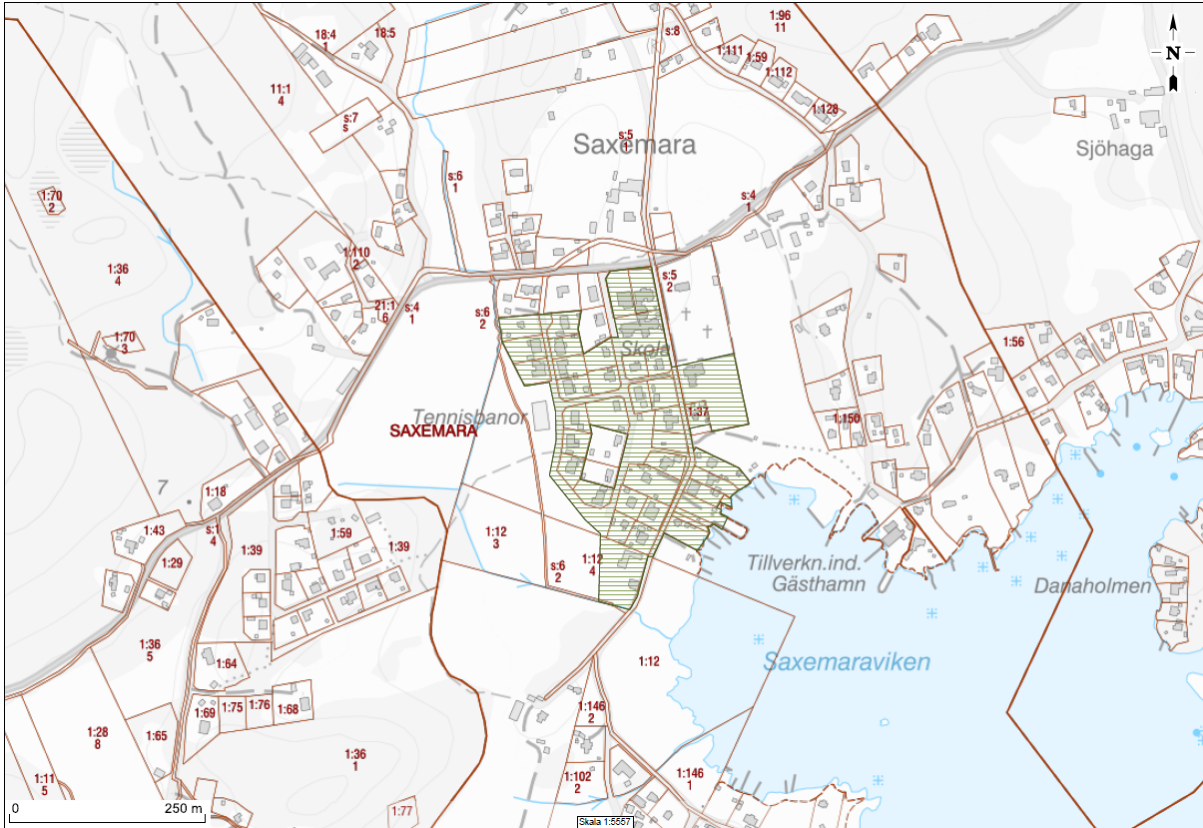 18:4
1
18:5
s:8
1:96
11
1:111
1:59
1:112
1:128
N
11:1
4
s:7
s
s:5
1
Saxemara
Sjöhaga
s:6
1
1:70
2
s:4
1
1:110
2
1:36
4
21:1
6
s:4
1
s:5
2
s:6
2
1:70
3
Skola
1:56
Tennisbanor
SAXEMARA
1:37
1:150
7
1:18
s:1
4
1:43
1:59
1:39
1:39
1:29
1:12
3
1:12
4
s:6
2
Tillverkn.ind.
Gästhamn
Danaholmen
1:36
5
1:64
1:12
Saxemaraviken
1:69
1:75
1:76
1:68
1:146
2
1:28
8
1:65
1:36
1
1:11
5
1:102
2
1:146
1
1:77
0
250 m
Skala 1:5557